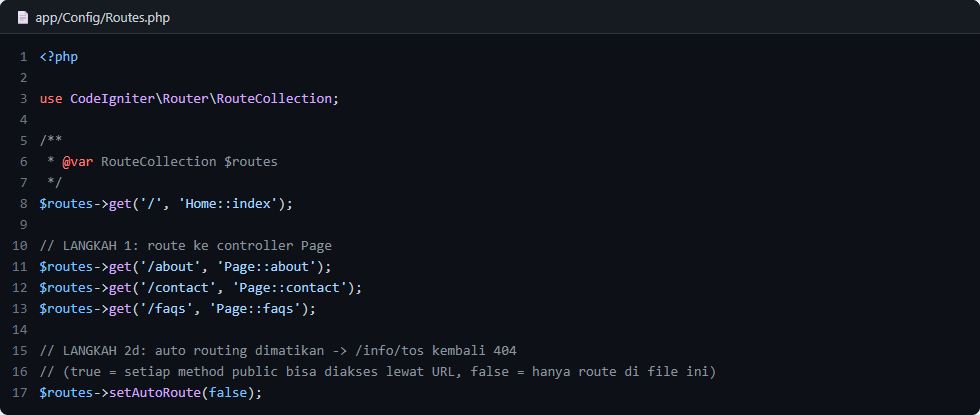 app/Config/Routes.php
1 <?php
2
3 use CodeIgniter\Router\RouteCollection;
4
5 /**
6  * @var RouteCollection $routes
7  */
8 $routes->get('/', 'Home::index');
9
10 // LANGKAH 1: route ke controller Page
11 $routes->get('/about', 'Page::about');
12 $routes->get('/contact', 'Page::contact');
13 $routes->get('/faqs', 'Page::faqs');
14
15 // LANGKAH 2d: auto routing dimatikan -> /info/tos kembali 404
16 // (true = setiap method public bisa diakses lewat URL, false = hanya route di file ini)
17 $routes->setAutoRoute(false);